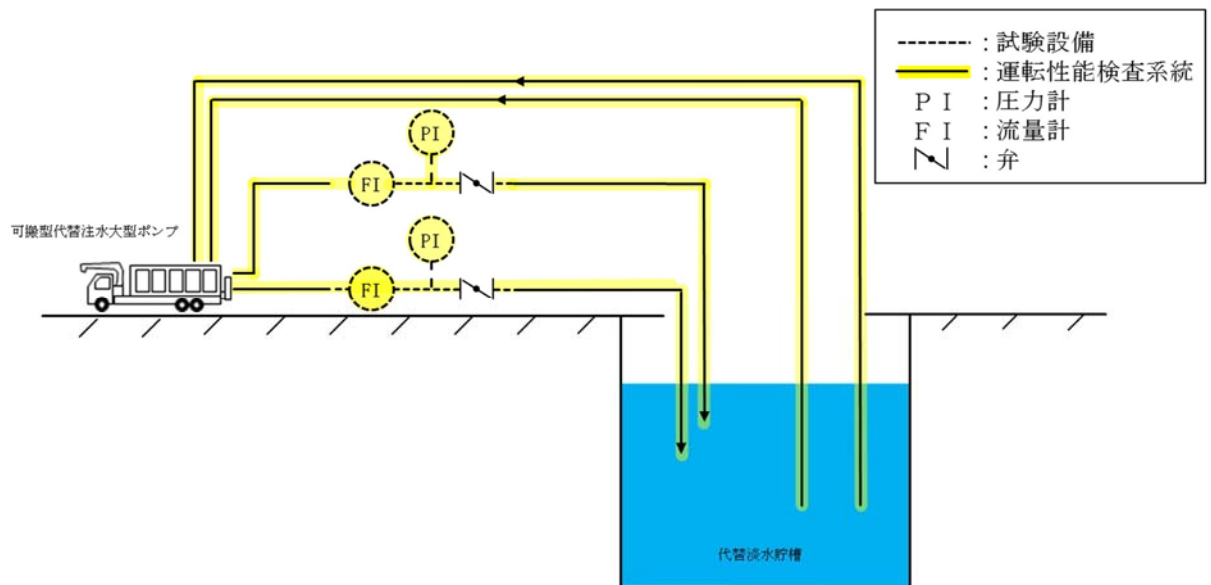 ：試験設備
：運転性能検査系統
ＰＩ：圧力計
ＦＩ：流量計
：弁
PI
FI
可搬型代替注水大型ポンプ
PI
FI
代替淡水貯槽